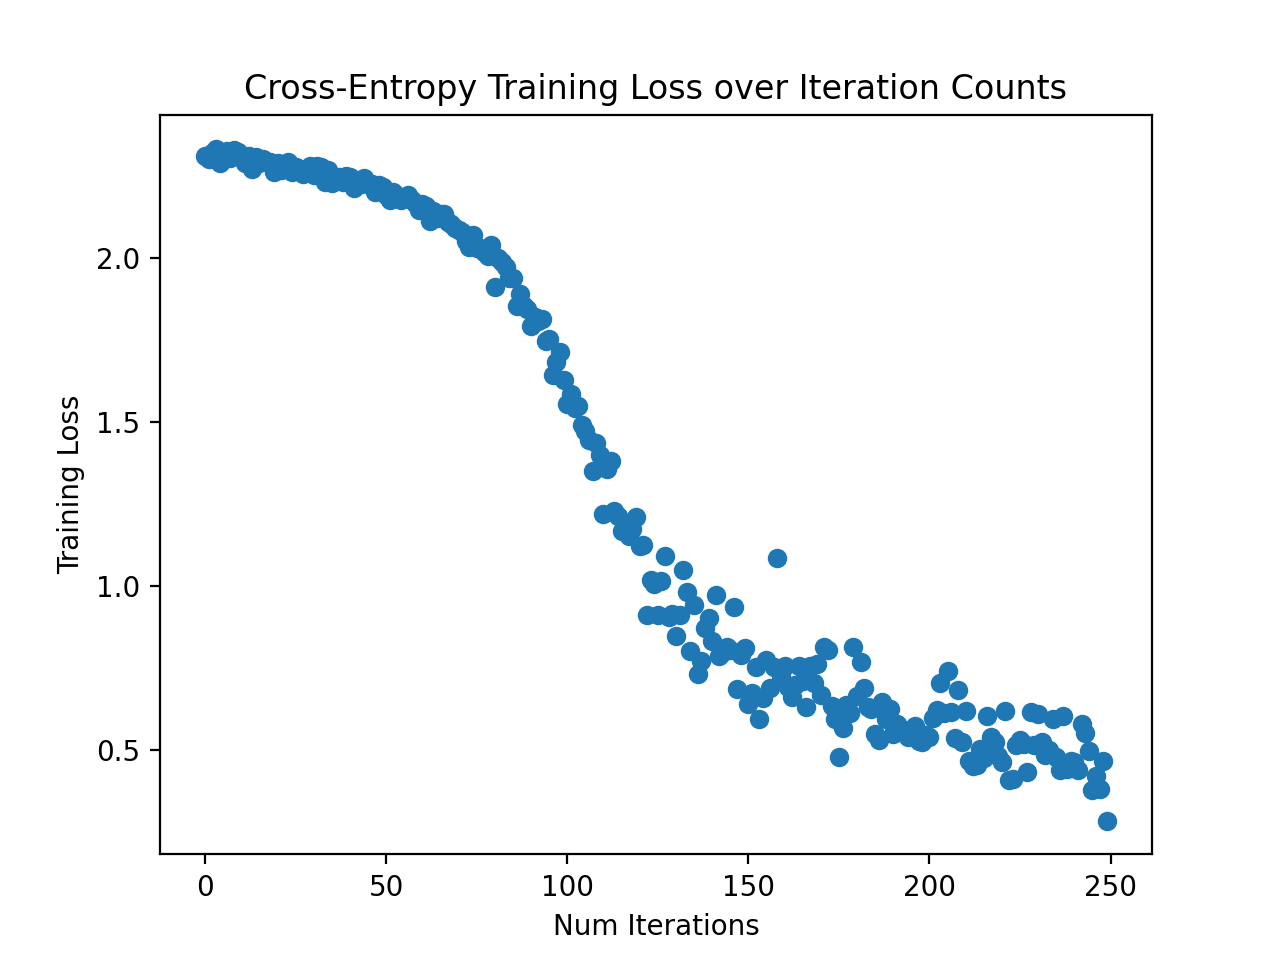 Cross-Entropy Training Loss over Iteration Counts
Training Loss
2.0
1.5
1.0
0.5
0 50 100 150 200 250
Num Iterations